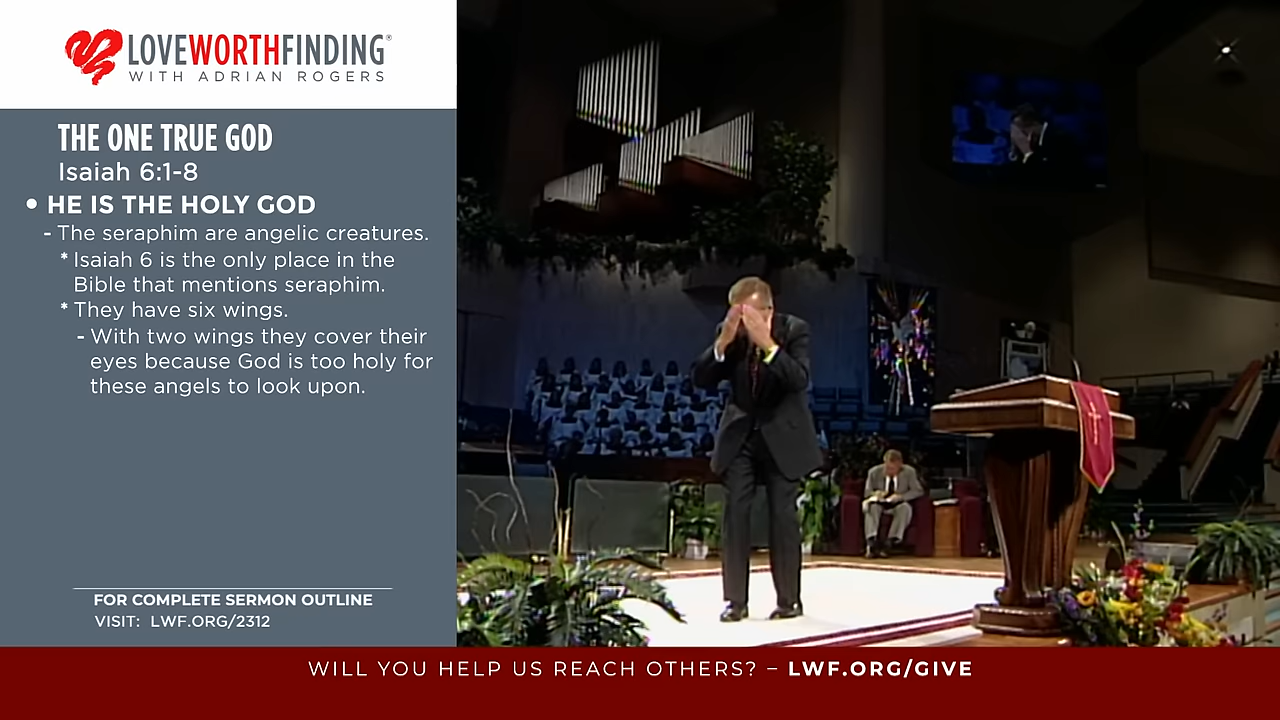 LOVEWORTHFINDING®
WITH ADRIAN ROGERS
THE ONE TRUE GOD
Isaiah 6:1-8
• HE IS THE HOLY GOD
- The seraphim are angelic creatures.
* Isaiah 6 is the only place in the
Bible that mentions seraphim.
* They have six wings.
- With two wings they cover their
eyes because God is too holy for
these angels to look upon.
FOR COMPLETE SERMON OUTLINE
VISIT: LWF.ORG/2312
WILL YOU HELP US REACH OTHERS? – LWF.ORG/GIVE